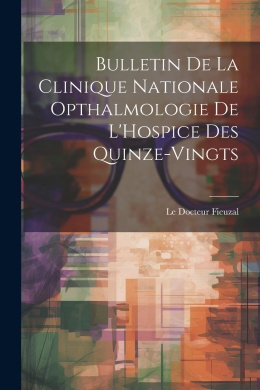 Bulletin De La
Clinique Nationale
Opthalmologie De
L'Hospice Des
Quinze-Vingts
Le Docteur Fieuzal